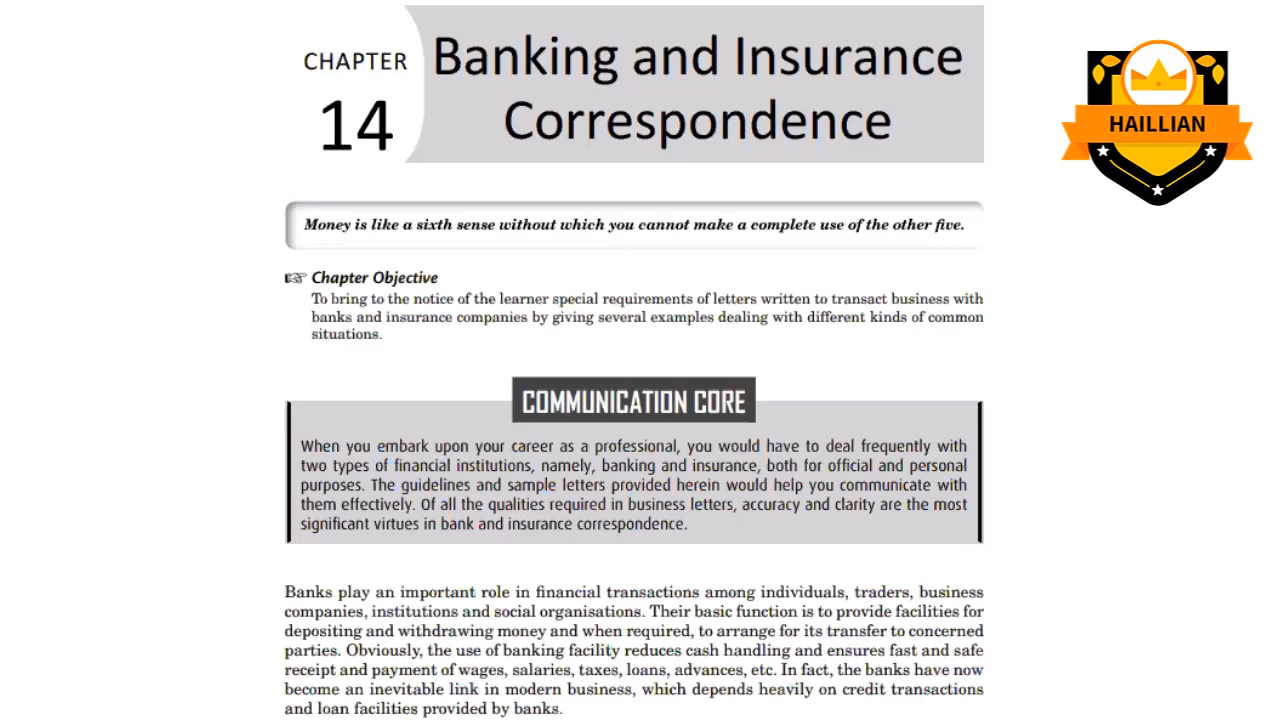 CHAPTER
14
Banking and Insurance
Correspondence
HAILLIAN
Money is like a sixth sense without which you cannot make a complete use of the other five.
Chapter Objective
To bring to the notice of the learner special requirements of letters written to transact business with
banks and insurance companies by giving several examples dealing with different kinds of common
situations.
COMMUNICATION CORE
When you embark upon your career as a professional, you would have to deal frequently with
two types of financial institutions, namely, banking and insurance, both for official and personal
purposes. The guidelines and sample letters provided herein would help you communicate with
them effectively. Of all the qualities required in business letters, accuracy and clarity are the most
significant virtues in bank and insurance correspondence.
Banks play an important role in financial transactions among individuals, traders, business
companies, institutions and social organisations. Their basic function is to provide facilities for
depositing and withdrawing money and when required, to arrange for its transfer to concerned
parties. Obviously, the use of banking facility reduces cash handling and ensures fast and safe
receipt and payment of wages, salaries, taxes, loans, advances, etc. In fact, the banks have now
become an inevitable link in modern business, which depends heavily on credit transactions
and loan facilities provided by banks.